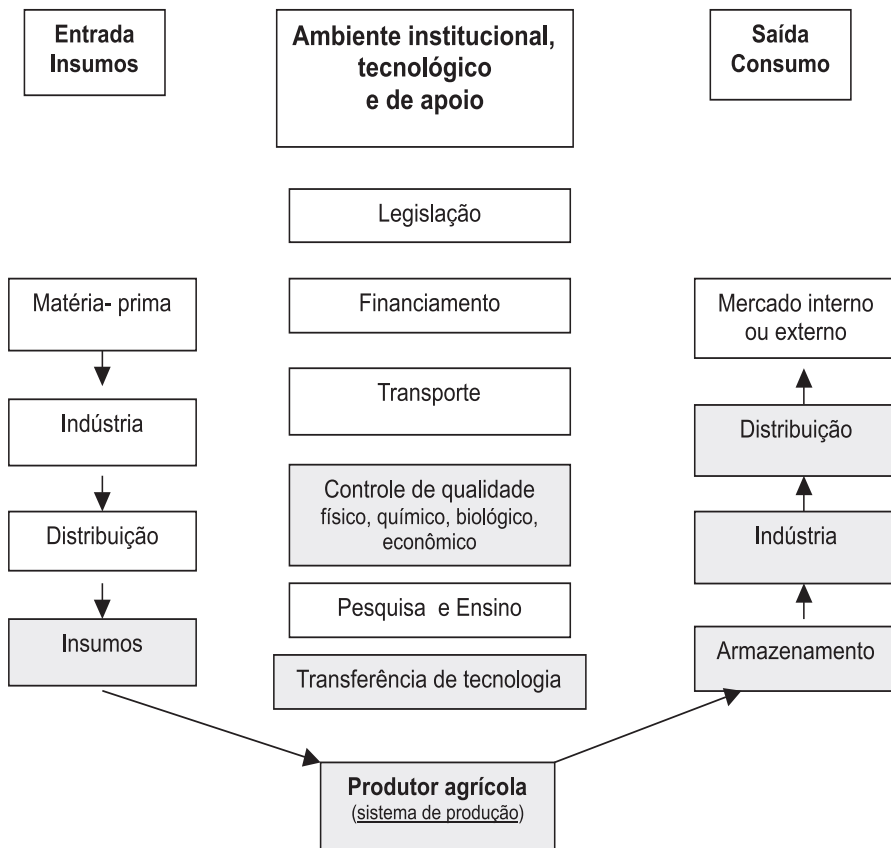 Entrada
Insumos
Ambiente institucional,
tecnológico
e de apoio
Saída
Consumo
Legislação
Matéria- prima
Financiamento
Mercado interno
ou externo
Transporte
Indústria
Distribuição
Controle de qualidade
físico, químico, biológico,
econômico
Distribuição
Indústria
Pesquisa e Ensino
Insumos
Armazenamento
Transferência de tecnologia
Produtor agrícola
(sistema de produção)